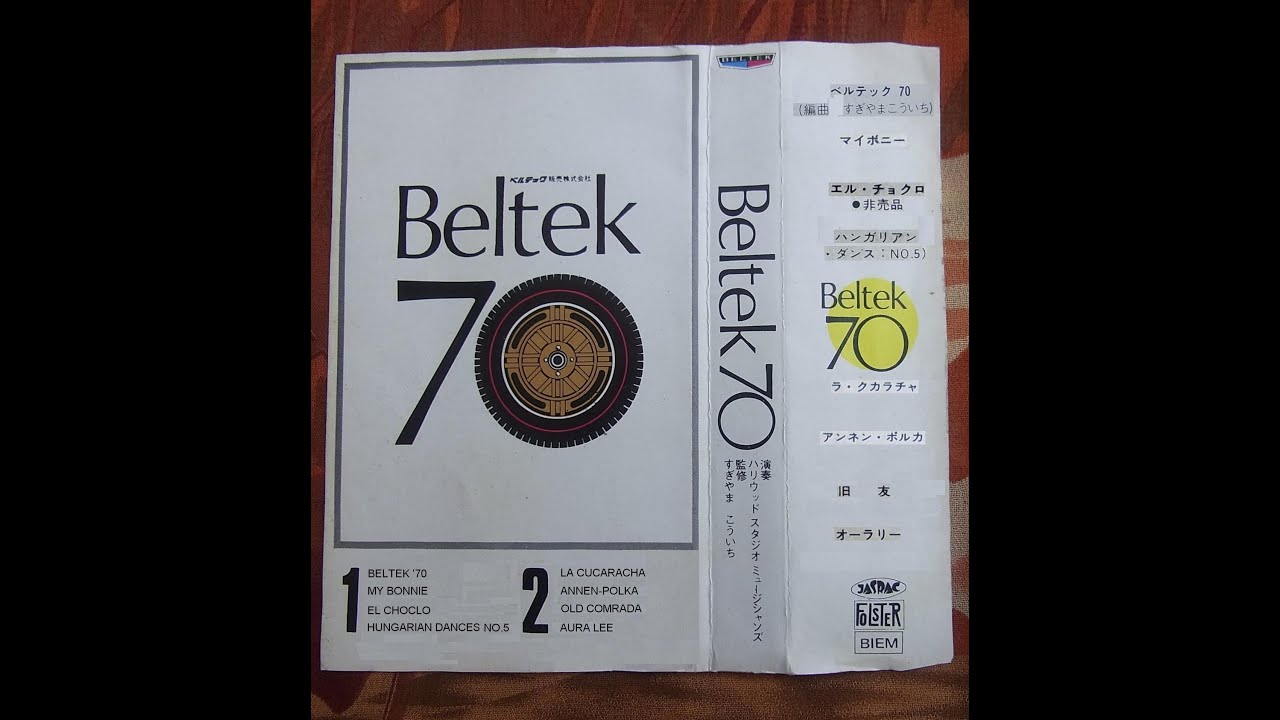 ベルテック販売株式会社
Beltek
70
1
BELTEK '70
MY BONNIE
EL CHOCLO
HUNGARIAN DANCES NO.5
2
LA CUCARACHA
ANNEN-POLKA
OLD COMRADA
AURA LEE
BELTEK
Beltek 70
演奏
ハリウッド スタジオ ミュージシャンズ
監修
すぎやま こういち
ベルテック 70
(編曲 すぎやまこういち)
マイボニー
エル・チョクロ
●非売品
ハンガリアン
・ダンス:NO.5)
Beltek
70
ラ・クカラチャ
アンネン・ポルカ
旧 友
オーラリー
JASRAC
FOLSTER
BIEM